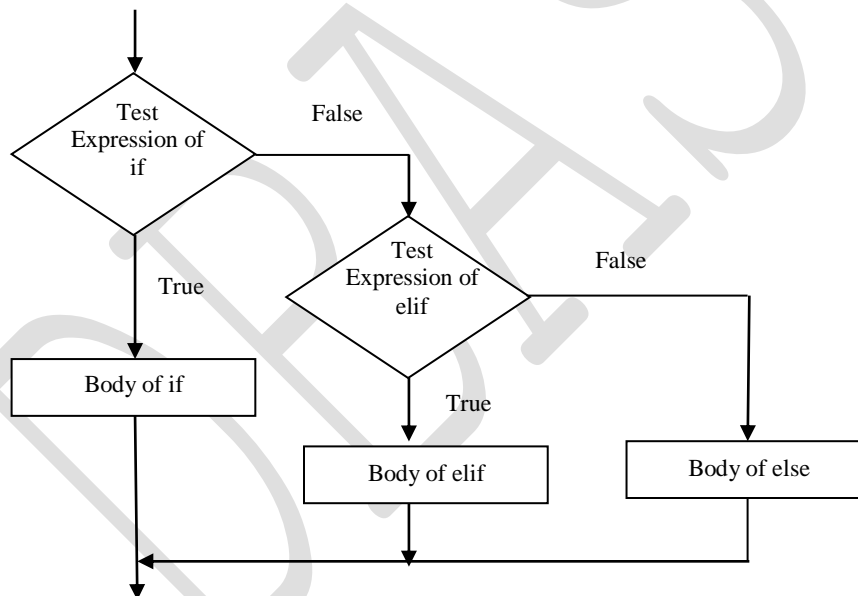 Test
Expression of
if
False
Test
Expression of
elif
False
True
Body of if
True
Body of elif
Body of else